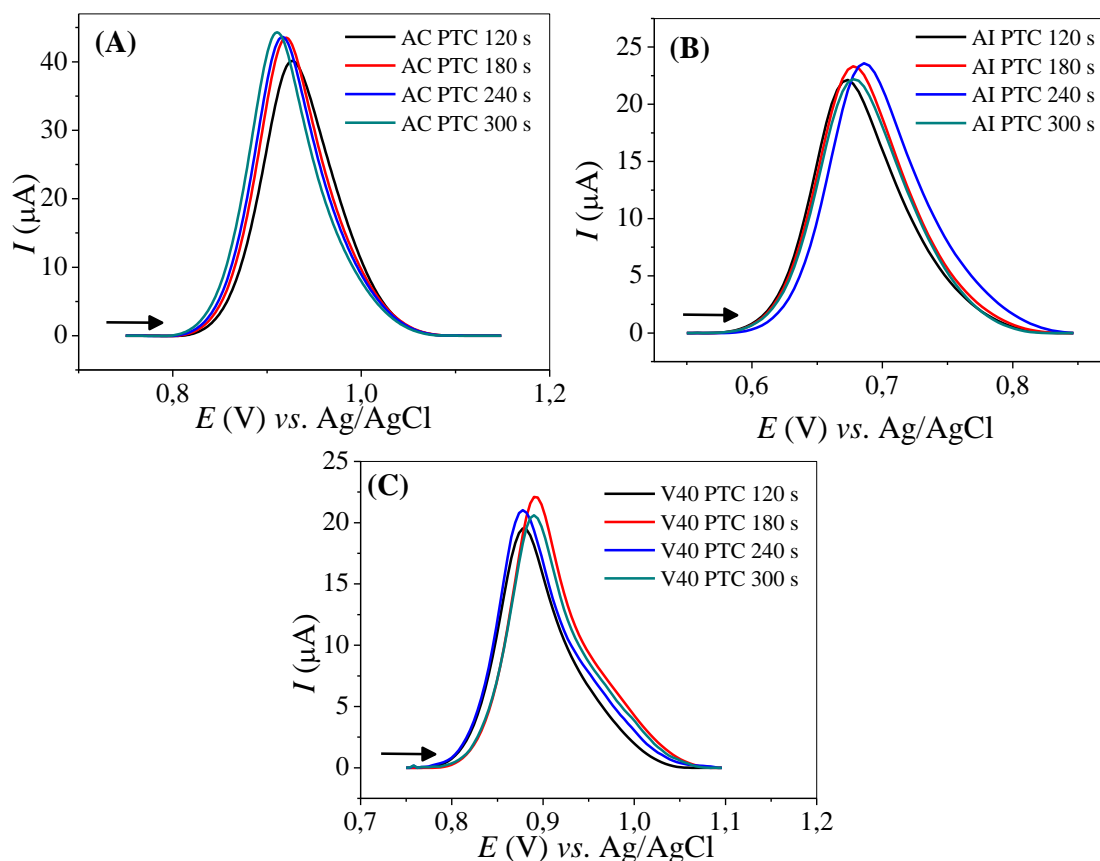 (A)
AC PTC 120 s
AC PTC 180 s
AC PTC 240 s
AC PTC 300 s
I (µA)
40
30
20
10
0
0,8
1,0
1,2
E (V) vs. Ag/AgCl
(B)
AI PTC 120 s
AI PTC 180 s
AI PTC 240 s
AI PTC 300 s
I (µA)
25
20
15
10
5
0
0,6
0,7
0,8
E (V) vs. Ag/AgCl
(C)
V40 PTC 120 s
V40 PTC 180 s
V40 PTC 240 s
V40 PTC 300 s
I (µA)
25
20
15
10
5
0
0,7
0,8
0,9
1,0
1,1
1,2
E (V) vs. Ag/AgCl